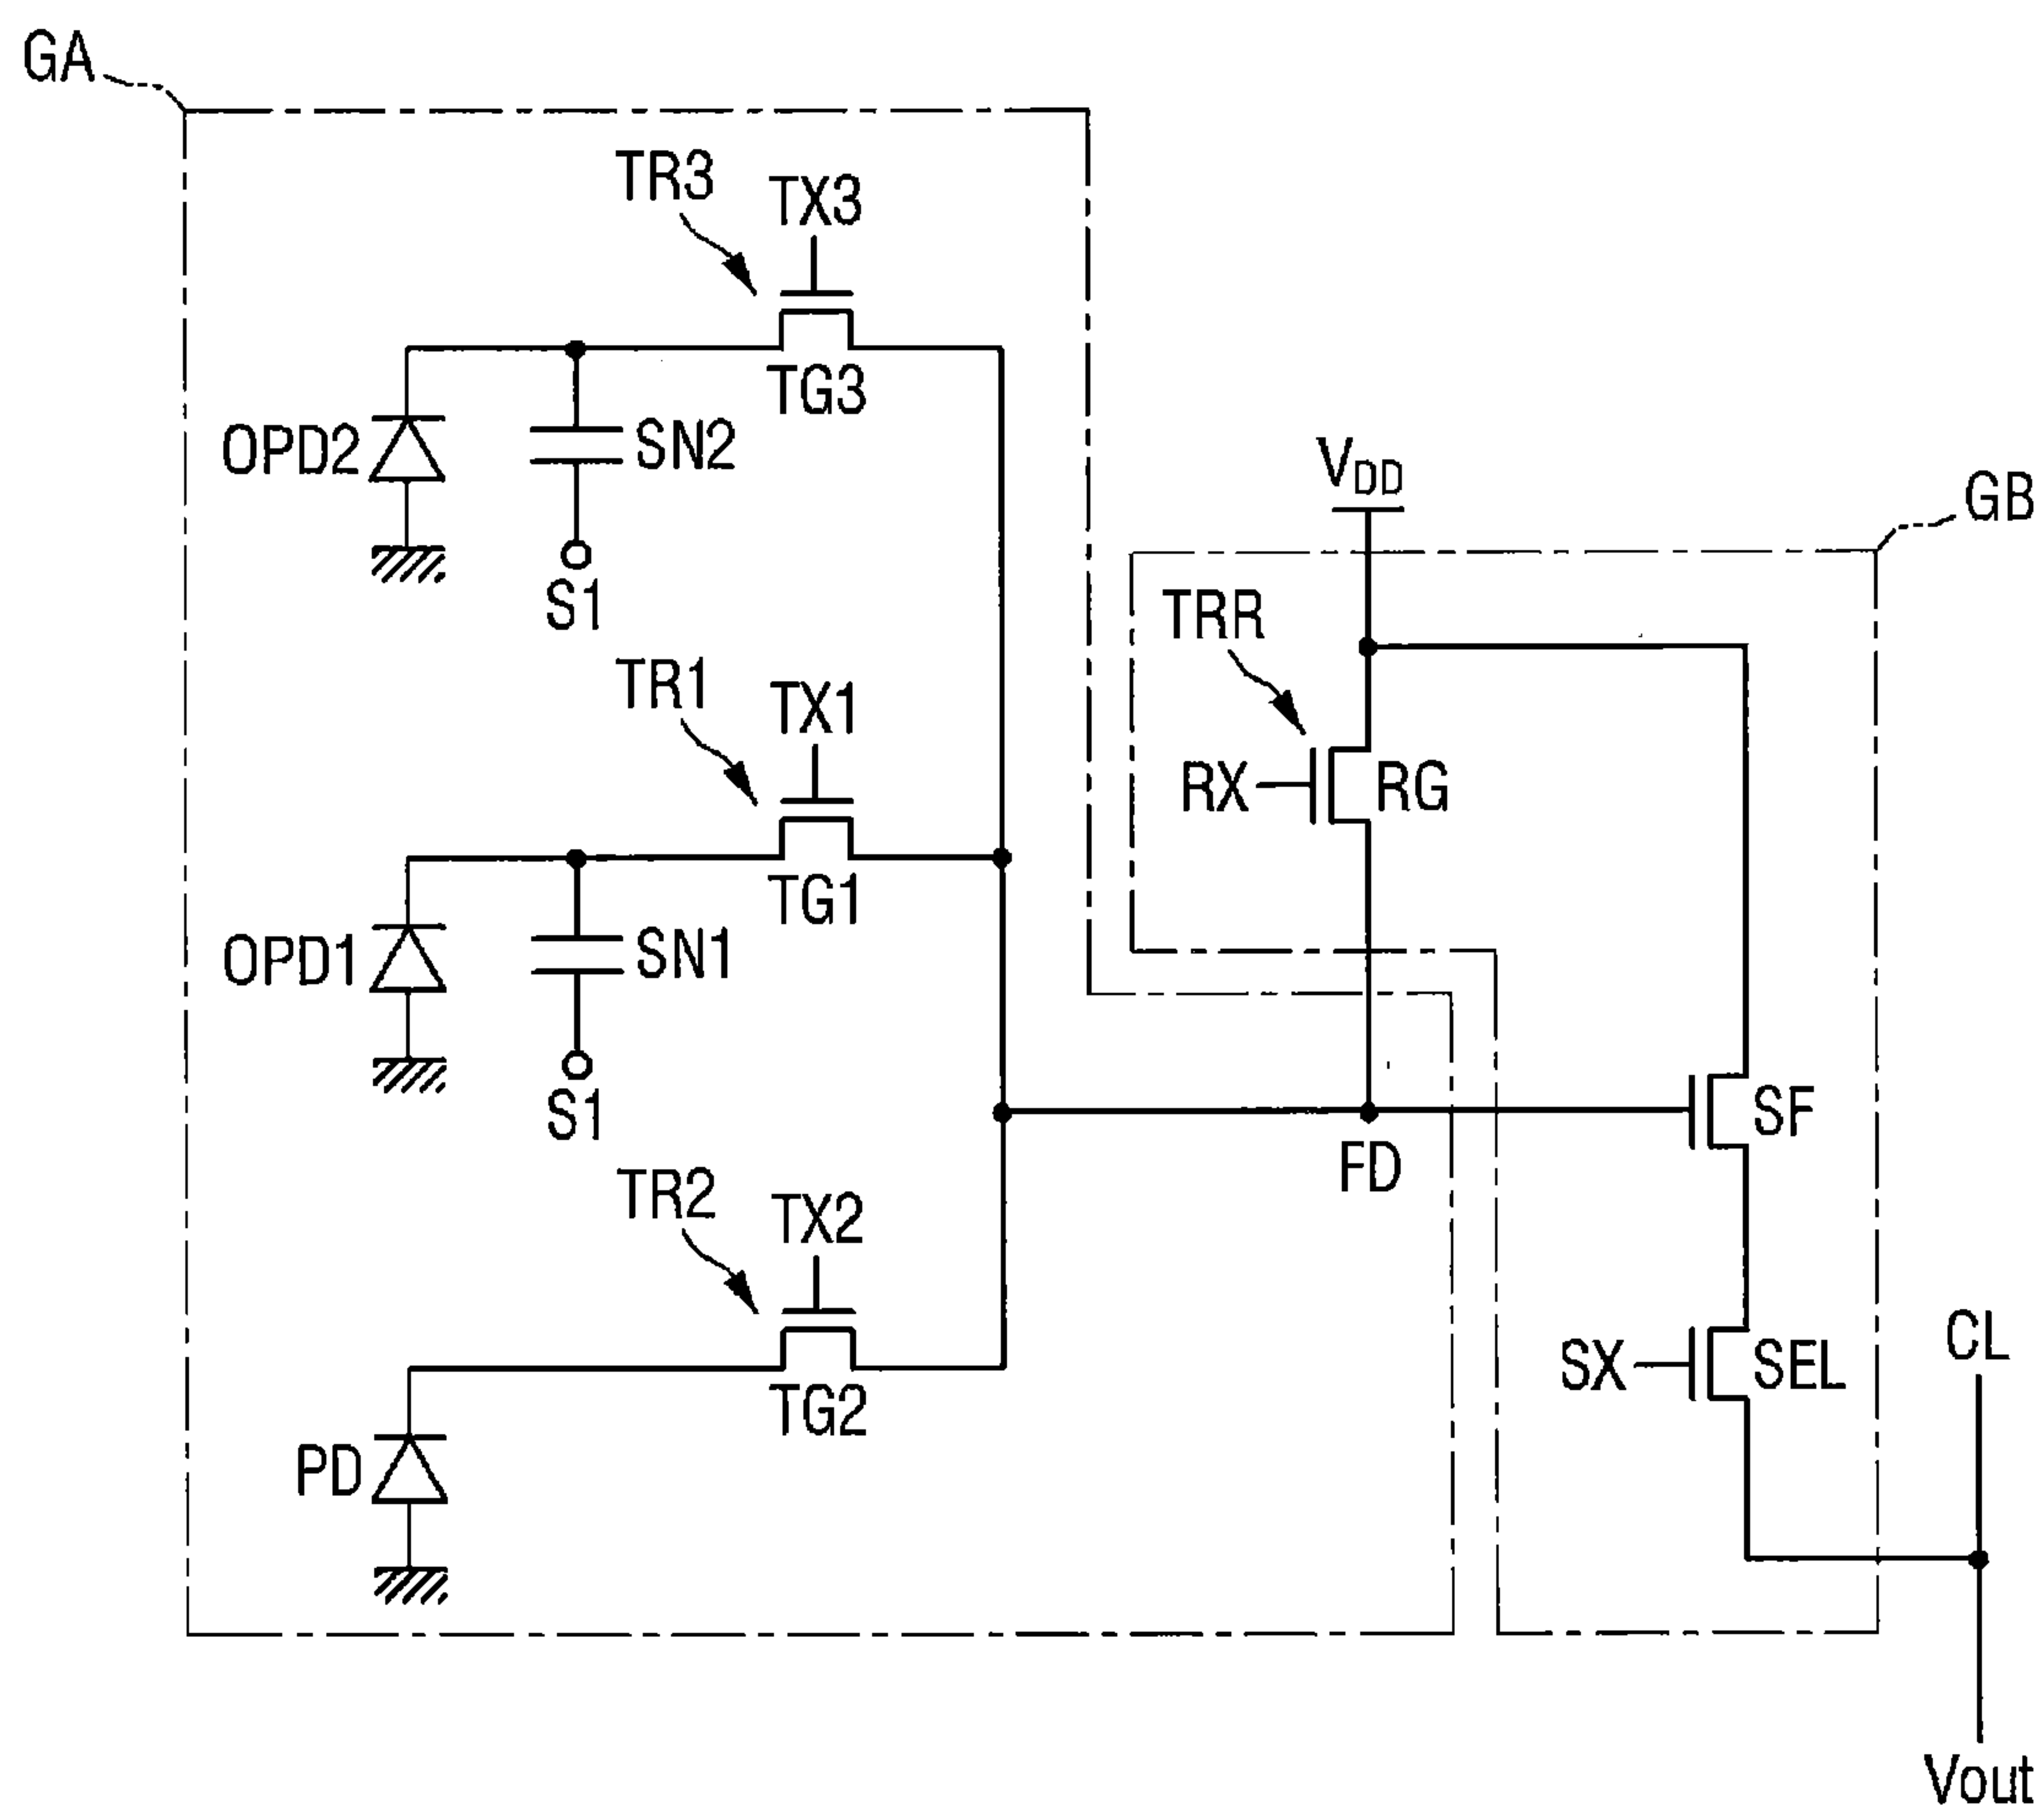 GA
TR3
TX3
TG3
OPD2
SN2
S1
V_DD
GB
TRR
RX
RG
TR1
TX1
TG1
OPD1
SN1
S1
SF
FD
TR2
TX2
TG2
SX
SEL
CL
PD
Vout